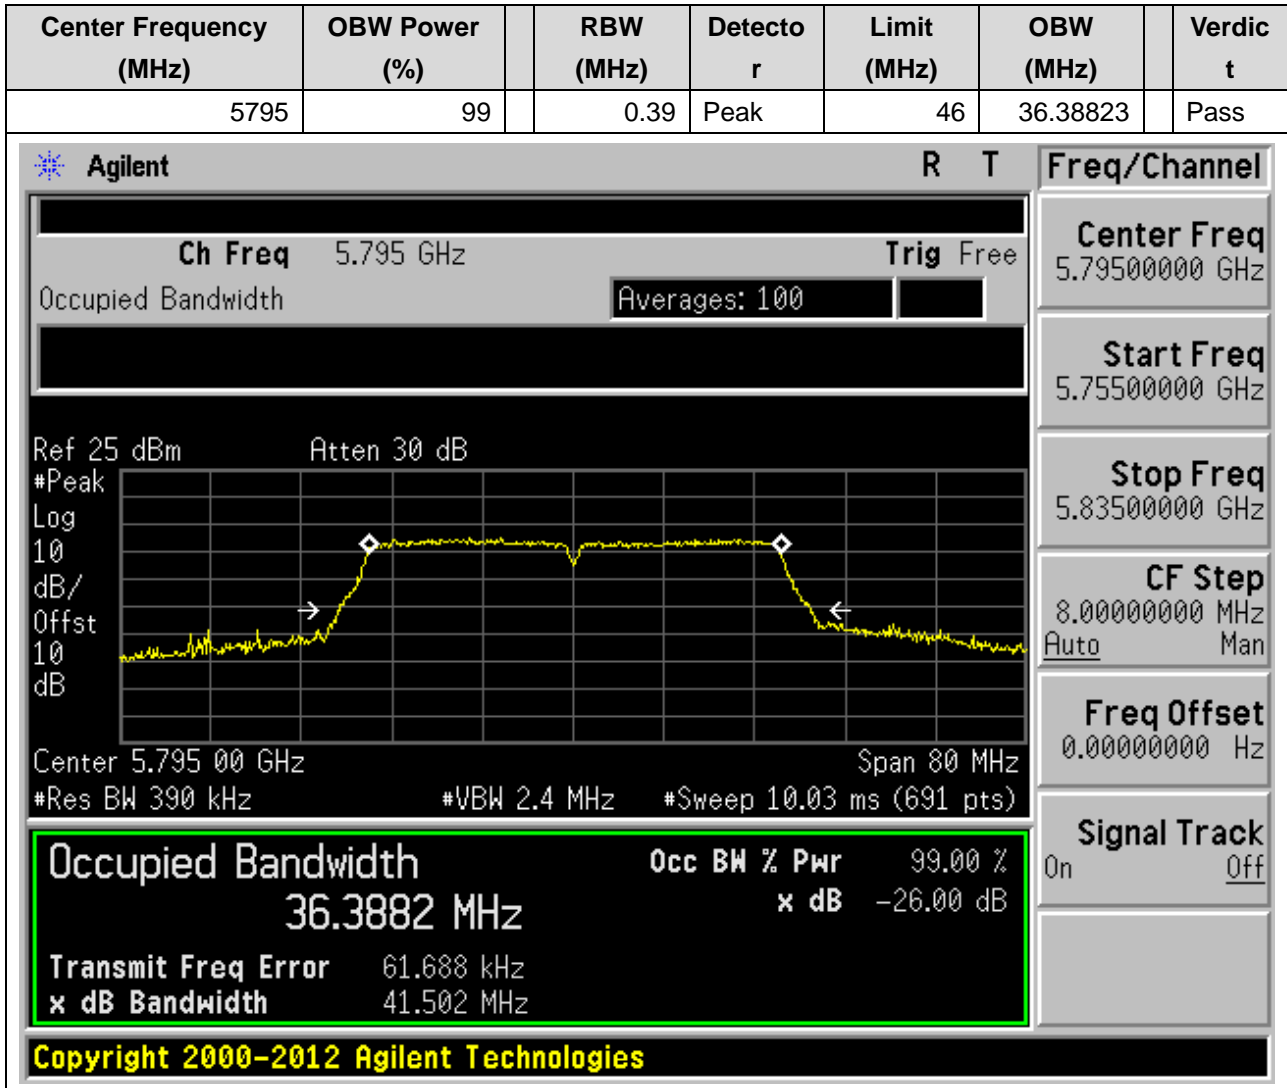 Center Frequency OBW Power RBW Detecto Limit OBW Verdic
(MHz) (%) (MHz) r (MHz) (MHz) t
5795 99 0.39 Peak 46 36.38823 Pass
Agilent R T Freq/Channel
Ch Freq 5.795 GHz Trig Free
Occupied Bandwidth Averages: 100
Center Freq
5.79500000 GHz
Start Freq
5.75500000 GHz
Stop Freq
5.83500000 GHz
CF Step
8.00000000 MHz
Auto Man
Freq Offset
0.00000000 Hz
Signal Track
On Off
Ref 25 dBm Atten 30 dB
#Peak
Log
10
dB/
Offst
10
dB
Center 5.795 00 GHz Span 80 MHz
#Res BW 390 kHz #VBW 2.4 MHz #Sweep 10.03 ms (691 pts)
Occupied Bandwidth Occ BW % Pwr 99.00 %
36.3882 MHz x dB -26.00 dB
Transmit Freq Error 61.688 kHz
x dB Bandwidth 41.502 MHz
Copyright 2000-2012 Agilent Technologies